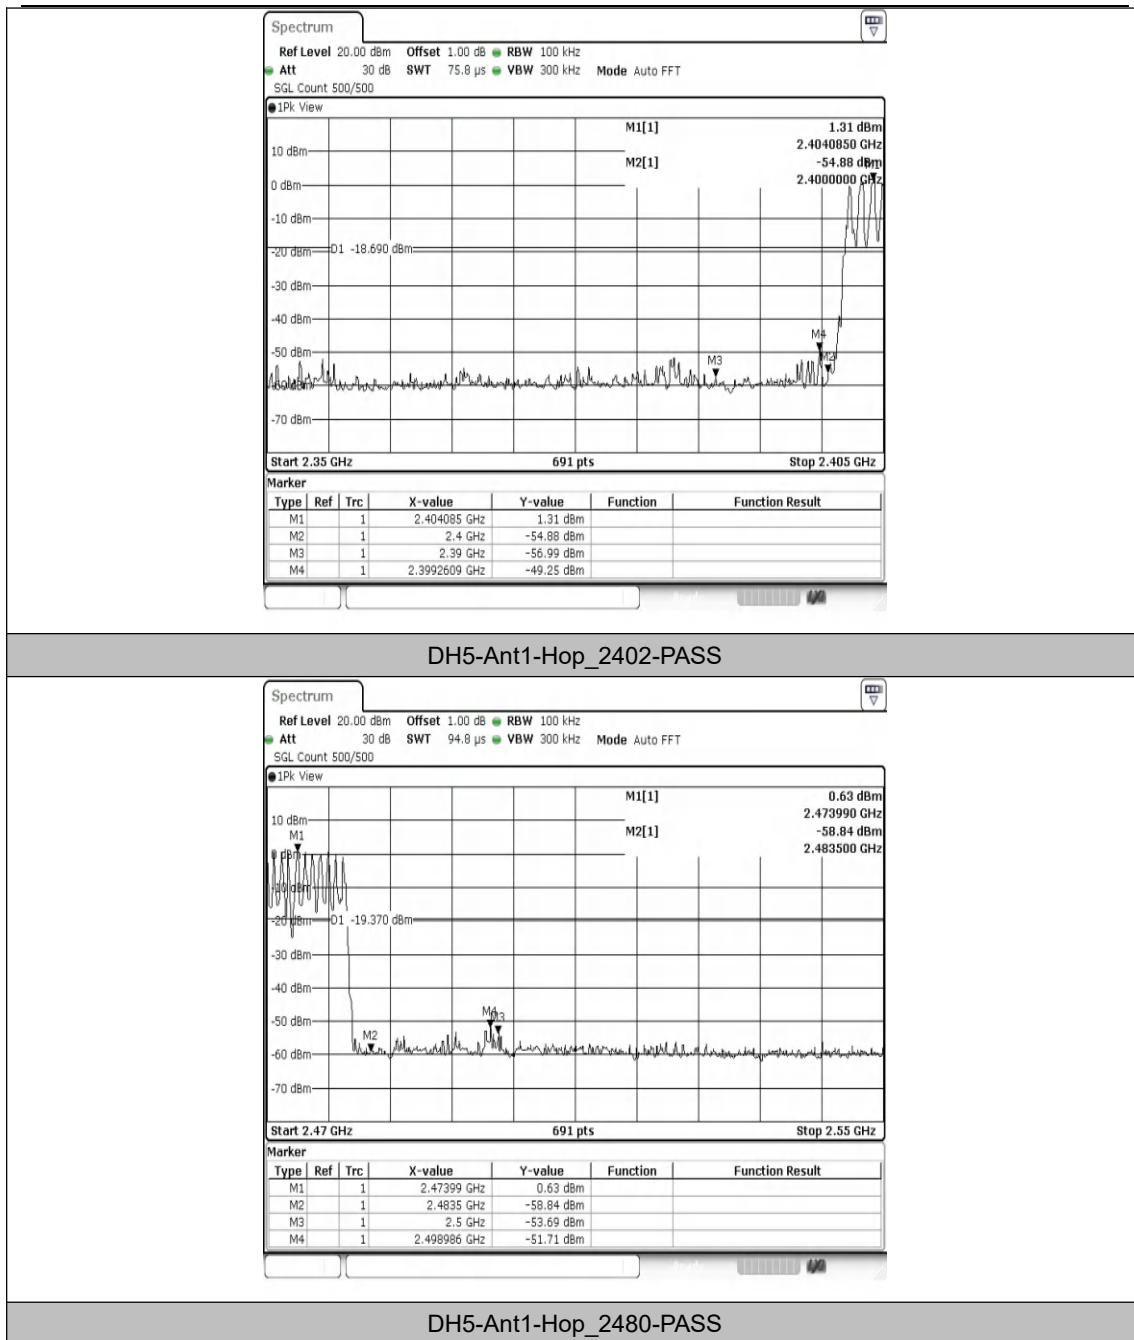 Spectrum
Ref Level 20.00 dBm Offset 1.00 dB RBW 100 kHz
Att 30 dB SWT 75.8 µs VBW 300 kHz Mode Auto FFT
SGL Count 500/500
1Pk View
M1[1] 1.31 dBm
2.4040850 GHz
M2[1] -54.88 dBm
2.4000000 GHz
M1
10 dBm
0 dBm
-10 dBm
-20 dBm
D1 -18.690 dBm
-30 dBm
-40 dBm
M4
-50 dBm
M3
M2
-60 dBm
-70 dBm
Start 2.35 GHz 691 pts Stop 2.405 GHz
Marker
Type Ref Trc X-value Y-value Function Function Result
M1 1 2.404085 GHz 1.31 dBm
M2 1 2.4 GHz -54.88 dBm
M3 1 2.39 GHz -56.99 dBm
M4 1 2.3992609 GHz -49.25 dBm
DH5-Ant1-Hop_2402-PASS
Spectrum
Ref Level 20.00 dBm Offset 1.00 dB RBW 100 kHz
Att 30 dB SWT 94.8 µs VBW 300 kHz Mode Auto FFT
SGL Count 500/500
1Pk View
M1[1] 0.63 dBm
2.473990 GHz
M2[1] -58.84 dBm
2.483500 GHz
10 dBm
M1
0 dBm
-10 dBm
-20 dBm
D1 -19.370 dBm
-30 dBm
-40 dBm
M4
M3
-50 dBm
M2
-60 dBm
-70 dBm
Start 2.47 GHz 691 pts Stop 2.55 GHz
Marker
Type Ref Trc X-value Y-value Function Function Result
M1 1 2.47399 GHz 0.63 dBm
M2 1 2.4835 GHz -58.84 dBm
M3 1 2.5 GHz -53.69 dBm
M4 1 2.498986 GHz -51.71 dBm
DH5-Ant1-Hop_2480-PASS